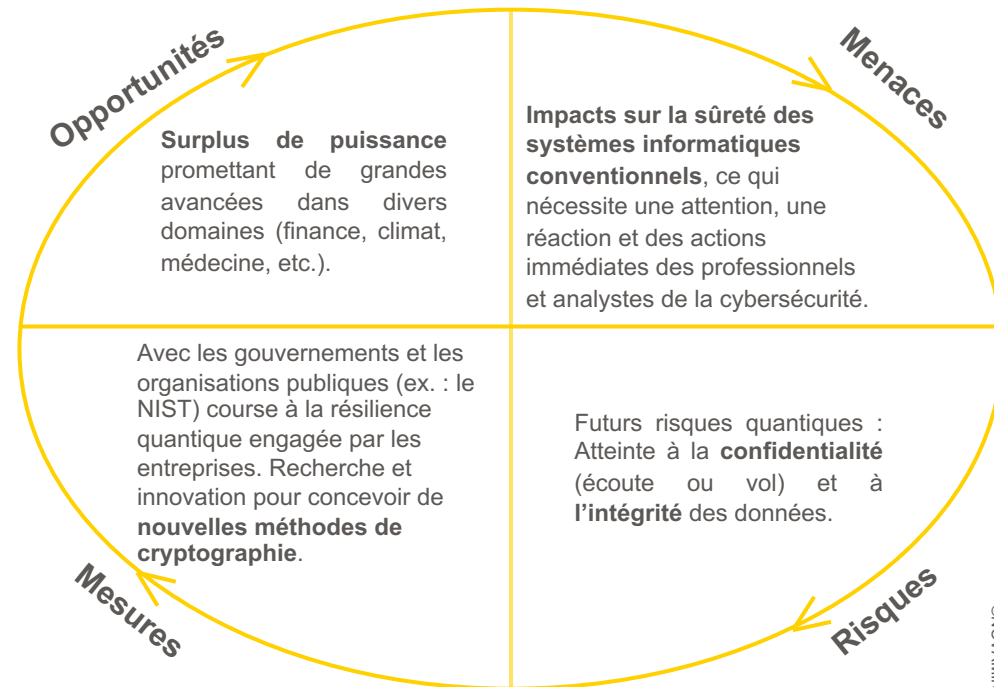 Opportunités
Surplus de puissance
promettant de grandes
avancées dans divers
domaines (finance, climat,
médecine, etc.).
Menaces
Impacts sur la sûreté des
systèmes informatiques
conventionnels, ce qui
nécessite une attention, une
réaction et des actions
immédiates des professionnels
et analystes de la cybersécurité.
Avec les gouvernements et les
organisations publiques (ex. : le
NIST) course à la résilience
quantique engagée par les
entreprises. Recherche et
innovation pour concevoir de
nouvelles méthodes de
cryptographie.
Mesures
Futurs risques quantiques :
Atteinte à la confidentialité
(écoute ou vol) et à
l’intégrité des données.
Risques